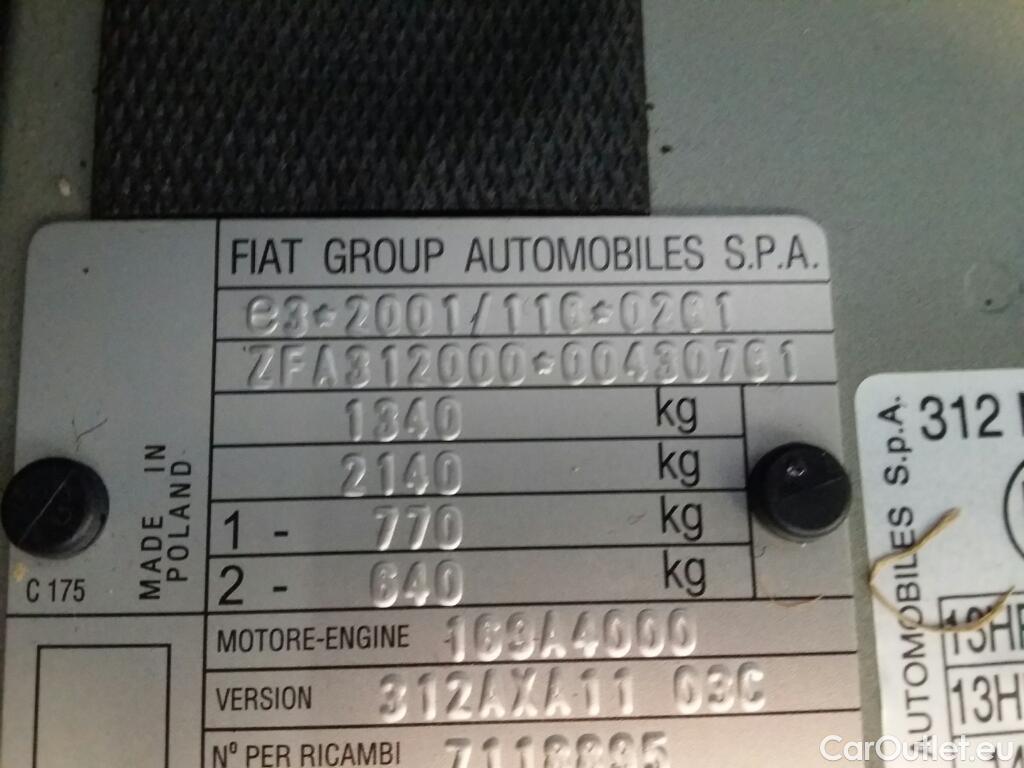 FIAT GROUP AUTOMOBILES S.P.A.
e3*2001/116*0261
ZFA312000*00430761
1340 kg
2140 kg
1 - 770 kg
2 - 640 kg
MOTORE-ENGINE 169A4000
VERSION 312AXA11 03C
N° PER RICAMBI 7118895
MADE IN
POLAND
C 175
312
AUTOMOBILES S.p.A.
13H
CarOutlet.eu